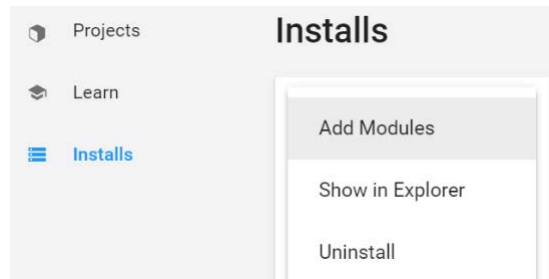 Projects
Learn
Installs
Installs
Add Modules
Show in Explorer
Uninstall